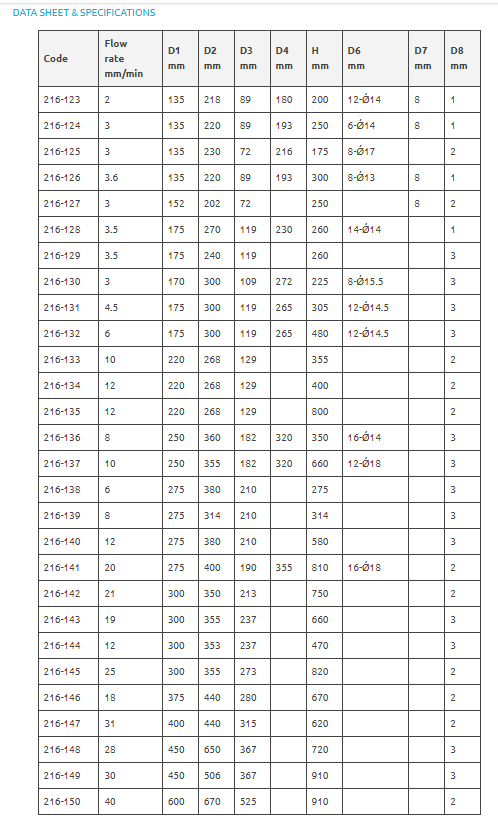 DATA SHEET & SPECIFICATIONS
Code Flow rate mm/min D1 mm D2 mm D3 mm D4 mm H mm D6 mm D7 mm D8 mm
216-123 2 135 218 89 180 200 12-Ǿ14 8 1
216-124 3 135 220 89 193 250 6-Ǿ14 8 1
216-125 3 135 230 72 216 175 8-Ǿ17 2
216-126 3.6 135 220 89 193 300 8-Ǿ13 8 1
216-127 3 152 202 72 250 8 2
216-128 3.5 175 270 119 230 260 14-Ǿ14 1
216-129 3.5 175 240 119 260 3
216-130 3 170 300 109 272 225 8-Ǿ15.5 3
216-131 4.5 175 300 119 265 305 12-Ǿ14.5 3
216-132 6 175 300 119 265 480 12-Ǿ14.5 3
216-133 10 220 268 129 355 2
216-134 12 220 268 129 400 2
216-135 12 220 268 129 800 2
216-136 8 250 360 182 320 350 16-Ǿ14 3
216-137 10 250 355 182 320 660 12-Ǿ18 3
216-138 6 275 380 210 275 3
216-139 8 275 314 210 314 3
216-140 12 275 380 210 580 3
216-141 20 275 400 190 355 810 16-Ǿ18 2
216-142 21 300 350 213 750 2
216-143 19 300 355 237 660 3
216-144 12 300 353 237 470 3
216-145 25 300 355 273 820 2
216-146 18 375 440 280 670 2
216-147 31 400 440 315 620 2
216-148 28 450 650 367 720 3
216-149 30 450 506 367 910 3
216-150 40 600 670 525 910 2